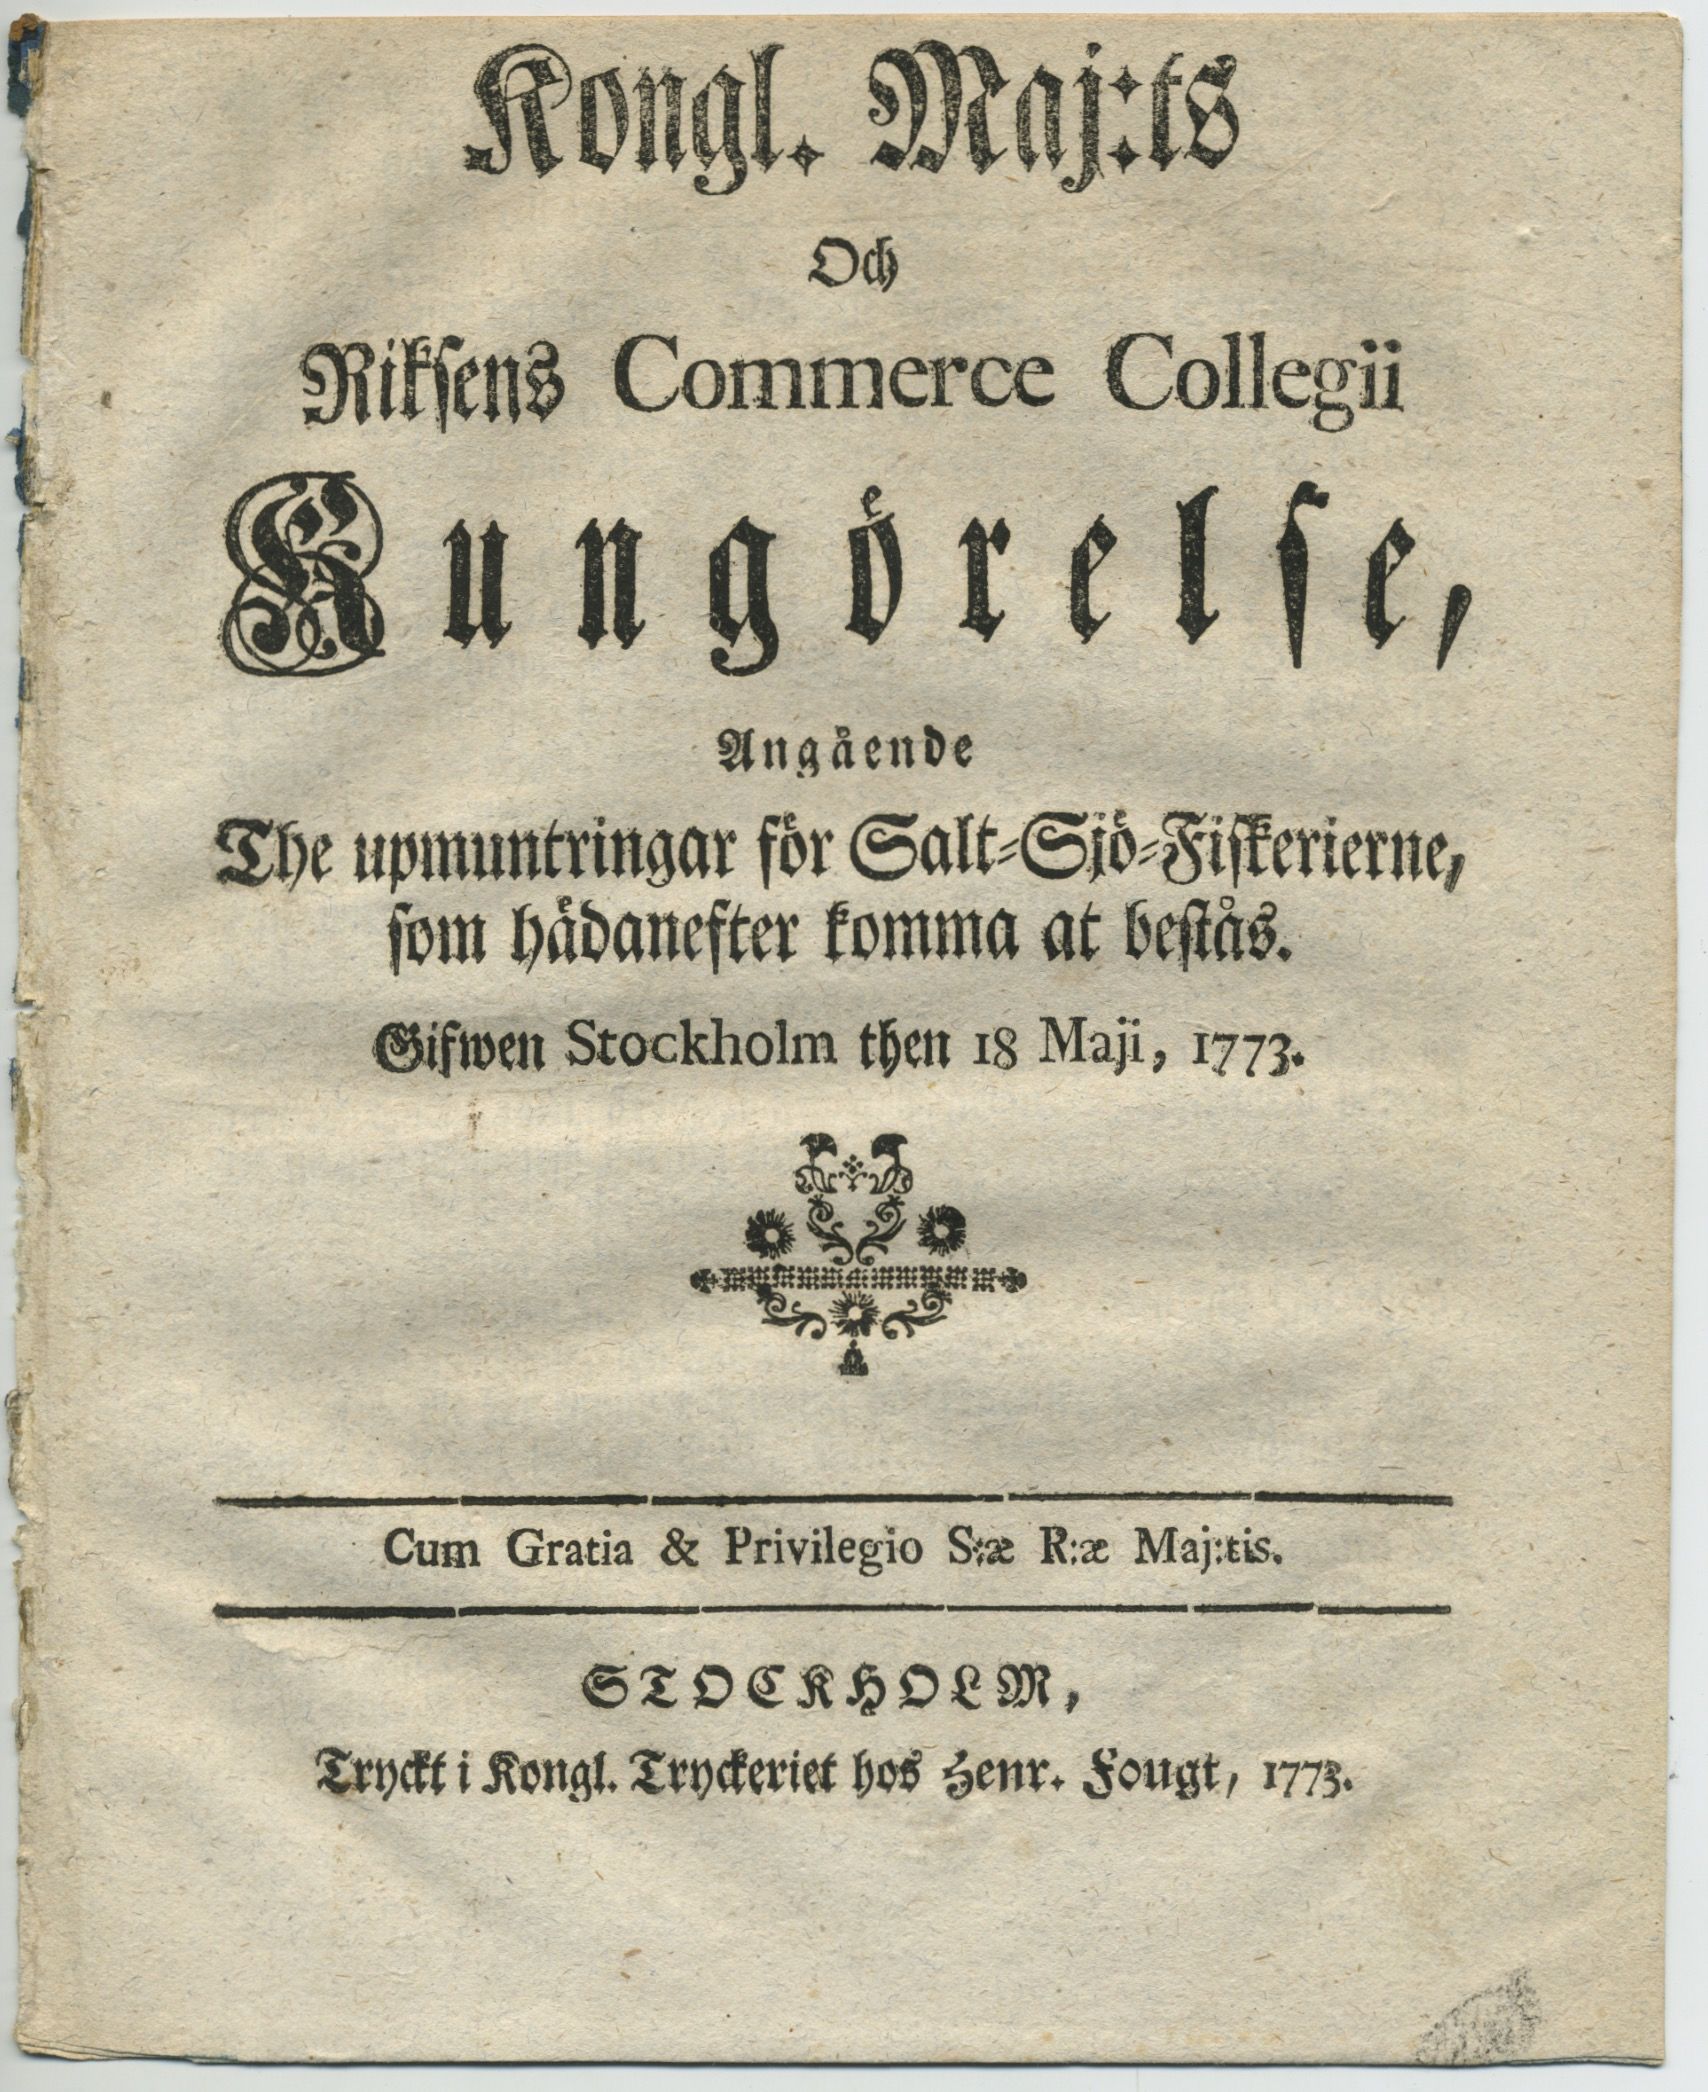 Kongl. Maj:ts
Och
Riksens Commerce Collegii
Kungörelse,
Angående
The upmuntringar för Salt-Sjö-Fiskerierne,
som hädanefter komma at bestås.
Gifwen Stockholm then 18 Maji, 1773.
Cum Gratia & Privilegio S:æ R:æ Maj:tis.
STOCKHOLM,
Tryckt i Kongl. Tryckeriet hos Henr. Fougt, 1773.